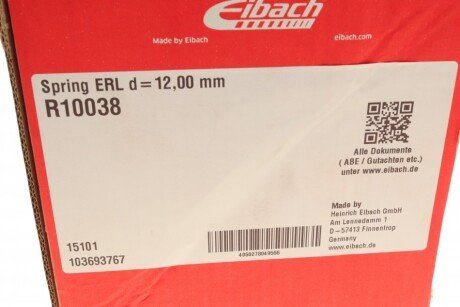 Eibach
Made by Eibach
eibach.com
Spring ERL d=12,00 mm
R10038
Alle Dokumente
( ABE / Gutachten etc.)
unter www.eibach.de
Made by
Heinrich Eibach GmbH
Am Lennedamm 1
D-57413 Finnentrop
Germany
www.eibach.de
15101
103693767
4050278049566